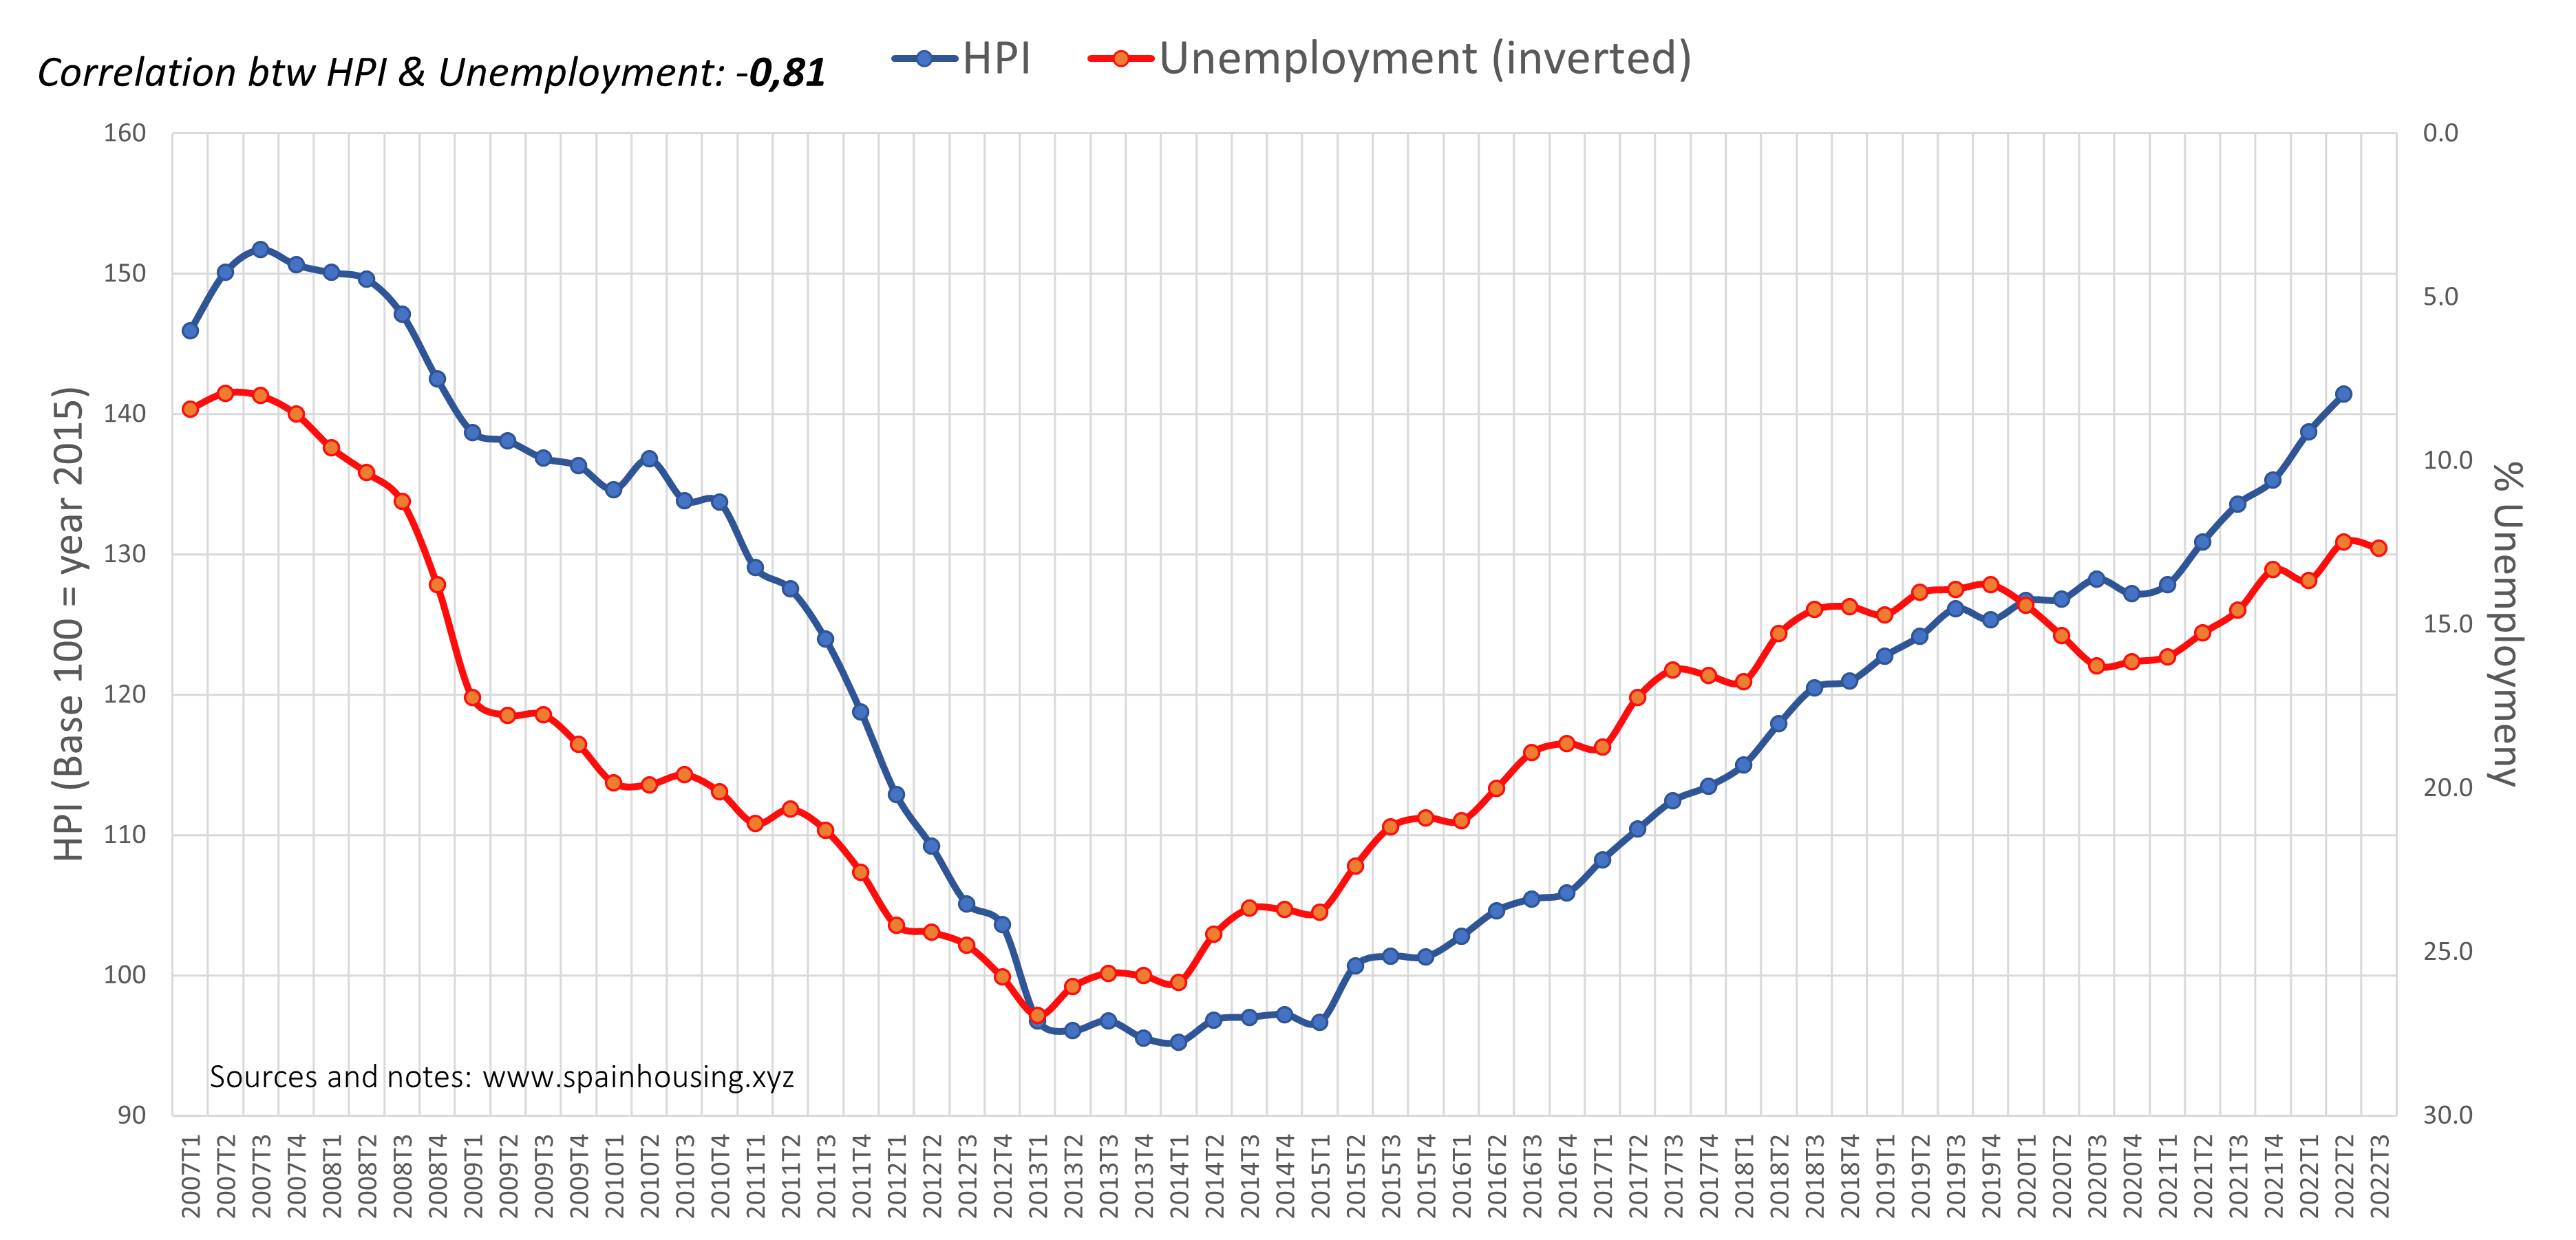 Correlation btw HPI & Unemployment: -0,81
HPI
Unemployment (inverted)
160
150
140
130
120
110
100
90
HPI (Base 100 = year 2015)
0.0
5.0
10.0
15.0
20.0
25.0
30.0
% Unemploymeny
Sources and notes: www.spainhousing.xyz
2007T1
2007T2
2007T3
2007T4
2008T1
2008T2
2008T3
2008T4
2009T1
2009T2
2009T3
2009T4
2010T1
2010T2
2010T3
2010T4
2011T1
2011T2
2011T3
2011T4
2012T1
2012T2
2012T3
2012T4
2013T1
2013T2
2013T3
2013T4
2014T1
2014T2
2014T3
2014T4
2015T1
2015T2
2015T3
2015T4
2016T1
2016T2
2016T3
2016T4
2017T1
2017T2
2017T3
2017T4
2018T1
2018T2
2018T3
2018T4
2019T1
2019T2
2019T3
2019T4
2020T1
2020T2
2020T3
2020T4
2021T1
2021T2
2021T3
2021T4
2022T1
2022T2
2022T3